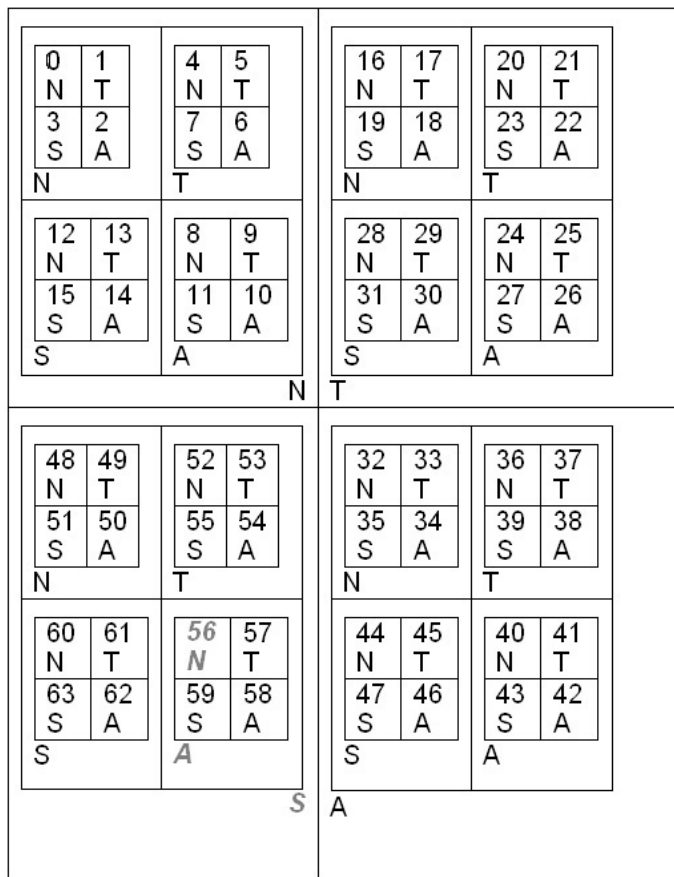 0 1 4 5 16 17 20 21
N T N T N T N T
3 2 7 6 19 18 23 22
S A S A S A S A
N T N T
12 13 8 9 28 29 24 25
N T N T N T N T
15 14 11 10 31 30 27 26
S A S A S A S A
S A S A
N T
48 49 52 53 32 33 36 37
N T N T N T N T
51 50 55 54 35 34 39 38
S A S A S A S A
N T N T
60 61 56 57 44 45 40 41
N T N T N T N T
63 62 59 58 47 46 43 42
S A S A S A S A
S A S A
S A